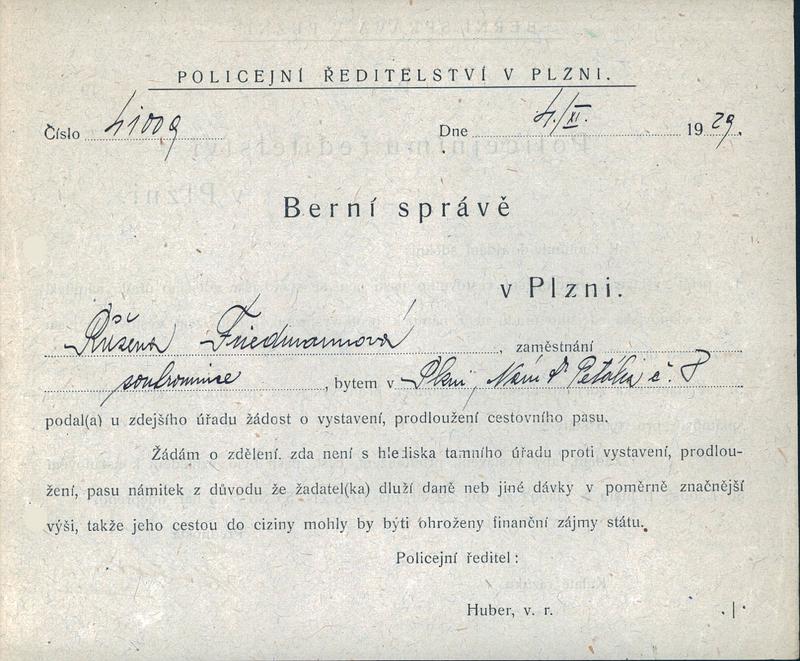 POLICEJNÍ ŘEDITELSTVÍ V PLZNI.
Číslo 41009 Dne 4./XI. 1929.
Berní správě
v Plzni.
Růžena Friedmannová, zaměstnání
soukromnice, bytem v Plzni, Nám Dr Petáka č. 8
podal(a) u zdejšího úřadu žádost o vystavení, prodloužení cestovního pasu.
Žádám o zdělení. zda není s hlediska tamního úřadu proti vystavení, prodlou-
žení, pasu námitek z důvodu že žadatel(ka) dluží daně neb jiné dávky v poměrně značnější
výši, takže jeho cestou do ciziny mohly by býti ohroženy finanční zájmy státu.
Policejní ředitel:
Huber, v. r.